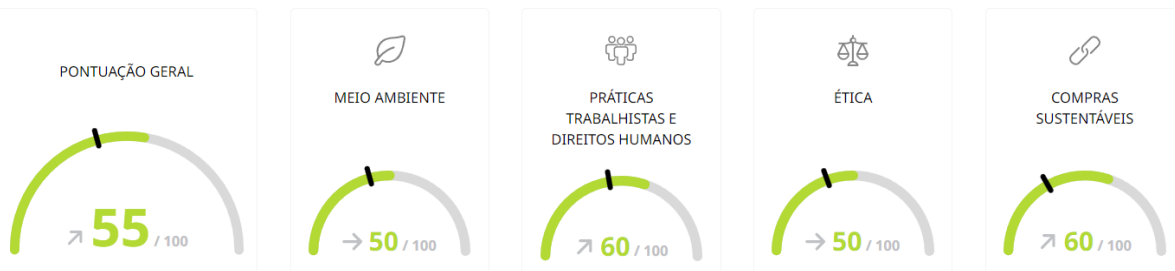 PONTUAÇÃO GERAL
55 / 100
MEIO AMBIENTE
50 / 100
PRÁTICAS
TRABALHISTAS E
DIREITOS HUMANOS
60 / 100
ÉTICA
50 / 100
COMPRAS
SUSTENTÁVEIS
60 / 100